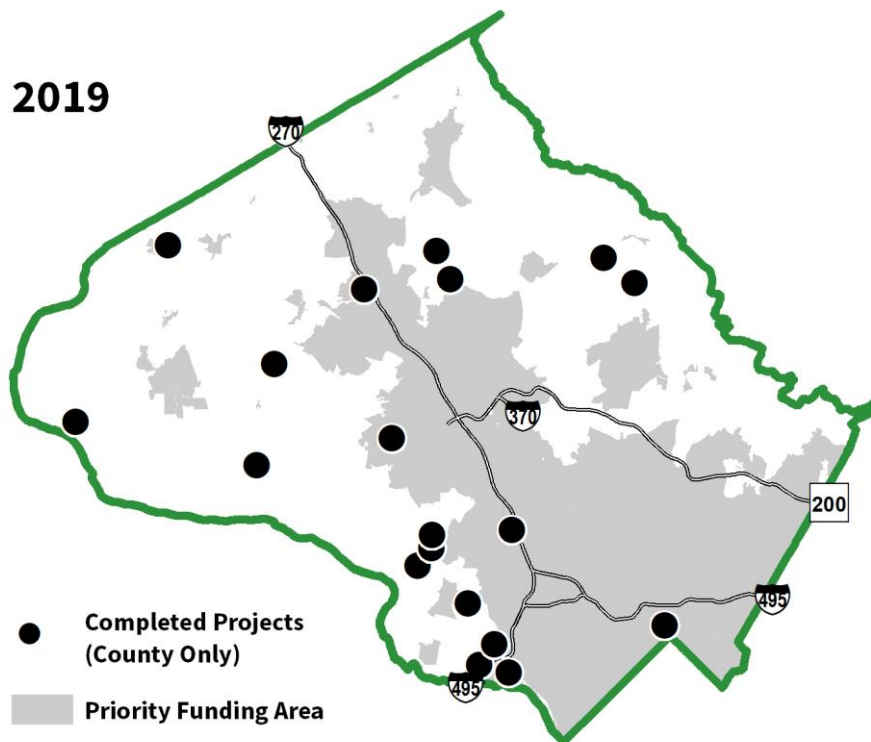 2019
270
370
200
495
Completed Projects
(County Only)
495
Priority Funding Area